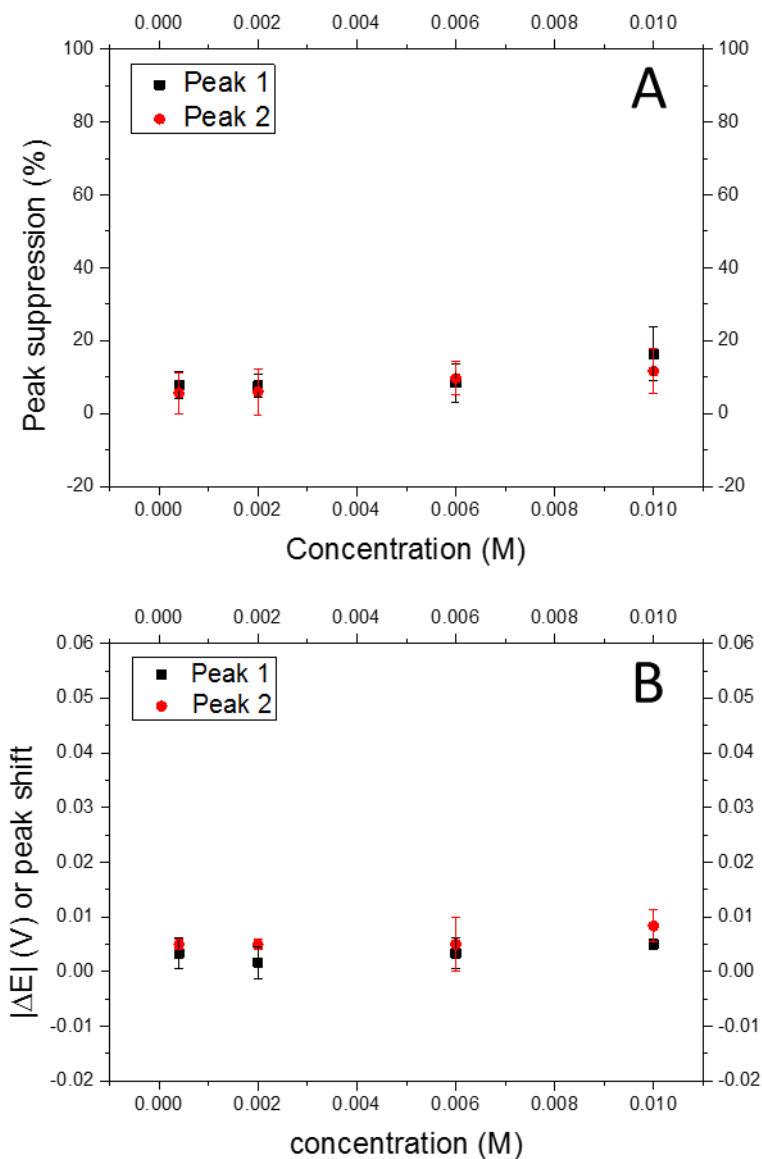 0.000 0.002 0.004 0.006 0.008 0.010
100 100
Peak 1
Peak 2
A
80 80
60 60
40 40
20 20
0 0
-20 -20
Peak suppression (%)
0.000 0.002 0.004 0.006 0.008 0.010
Concentration (M)
0.000 0.002 0.004 0.006 0.008 0.010
0.06 0.06
Peak 1
Peak 2
B
0.05 0.05
0.04 0.04
0.03 0.03
0.02 0.02
0.01 0.01
0.00 0.00
-0.01 -0.01
-0.02 -0.02
|ΔE| (V) or peak shift
0.000 0.002 0.004 0.006 0.008 0.010
concentration (M)